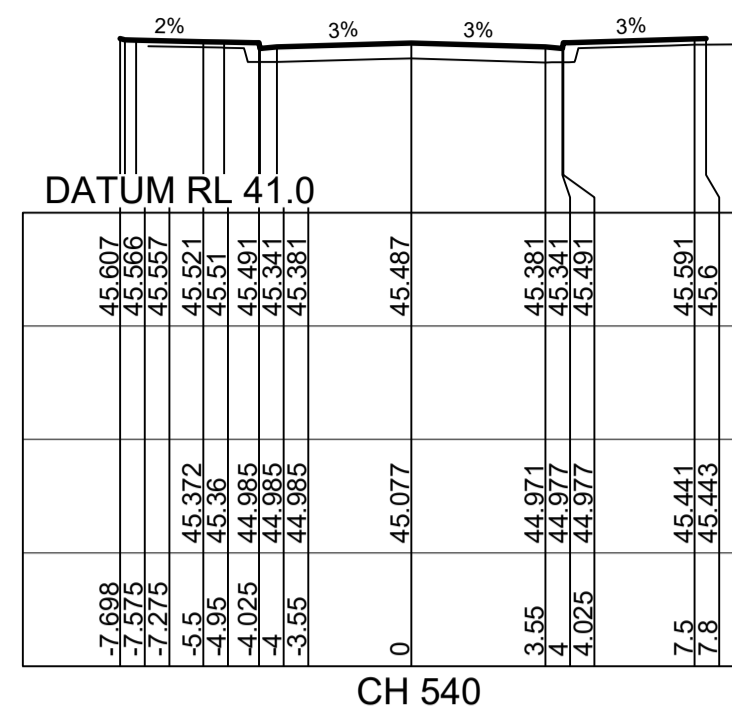 2% 3% 3% 3%
DATUM RL 41.0
45.607 45.566 45.557 45.521 45.51 45.491 45.341 45.381 45.487 45.381 45.341 45.491 45.591 45.6
45.372 45.36 44.985 44.985 44.985 45.077 44.971 44.977 44.977 45.441 45.443
-7.698 -7.575 -7.275 -5.5 -4.95 -4.025 -4 -3.55 0 3.55 4 4.025 7.5 7.8
CH 540